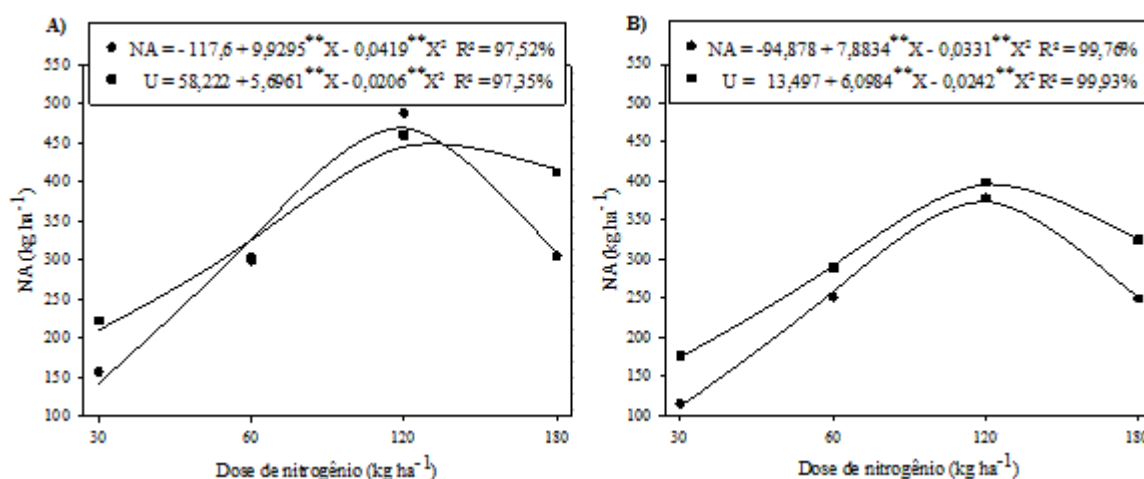 A)
NA = - 117,6 + 9,9295**X - 0,0419**X² R² = 97,52%
U = 58,222 + 5,6961**X - 0,0206**X² R² = 97,35%
550
500
450
400
350
300
250
200
150
100
NA (kg ha⁻¹)
30 60 120 180
Dose de nitrogênio (kg ha⁻¹)
B)
NA = -94,878 + 7,8834**X - 0,0331**X² R² = 99,76%
U = 13,497 + 6,0984**X - 0,0242**X² R² = 99,93%
550
500
450
400
350
300
250
200
150
100
NA (kg ha⁻¹)
30 60 120 180
Dose de nitrogênio (kg ha⁻¹)